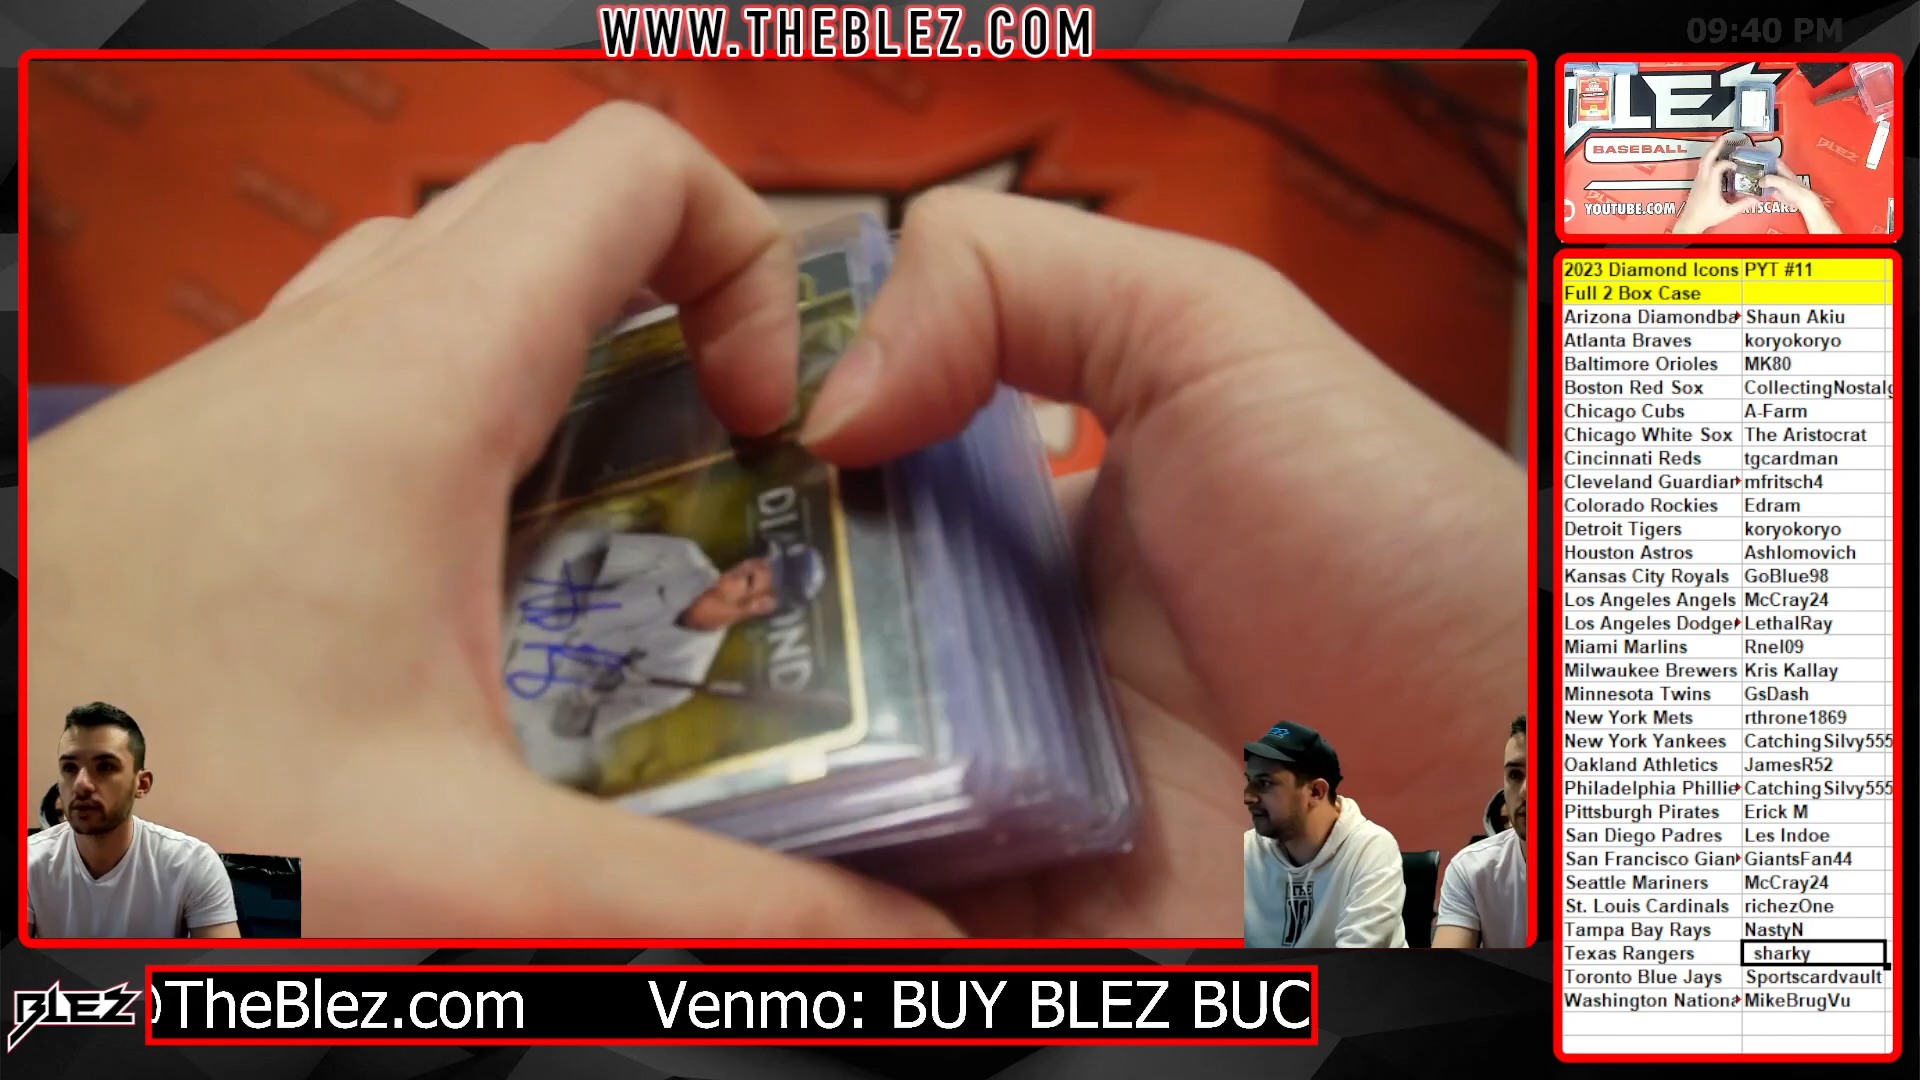 WWW.THEBLEZ.COM
09:40 PM
BASEBALL
BLEZ
YOUTUBE.COM/
2023 Diamond Icons PYT #11
Full 2 Box Case
Arizona Diamondba Shaun Akiu
Atlanta Braves koryokoryo
Baltimore Orioles MK80
Boston Red Sox CollectingNostalg
Chicago Cubs A-Farm
Chicago White Sox The Aristocrat
Cincinnati Reds tgcardman
Cleveland Guardian mfritsch4
Colorado Rockies Edram
Detroit Tigers koryokoryo
Houston Astros Ashlomovich
Kansas City Royals GoBlue98
Los Angeles Angels McCray24
Los Angeles Dodge LethalRay
Miami Marlins Rnel09
Milwaukee Brewers Kris Kallay
Minnesota Twins GsDash
New York Mets rthrone1869
New York Yankees CatchingSilvy555
Oakland Athletics JamesR52
Philadelphia Phillie CatchingSilvy555
Pittsburgh Pirates Erick M
San Diego Padres Les Indoe
San Francisco Gian GiantsFan44
Seattle Mariners McCray24
St. Louis Cardinals richezOne
Tampa Bay Rays NastyN
Texas Rangers sharky
Toronto Blue Jays Sportscardvault
Washington Nationa MikeBrugVu
BLEZ
@TheBlez.com Venmo: BUY BLEZ BUC